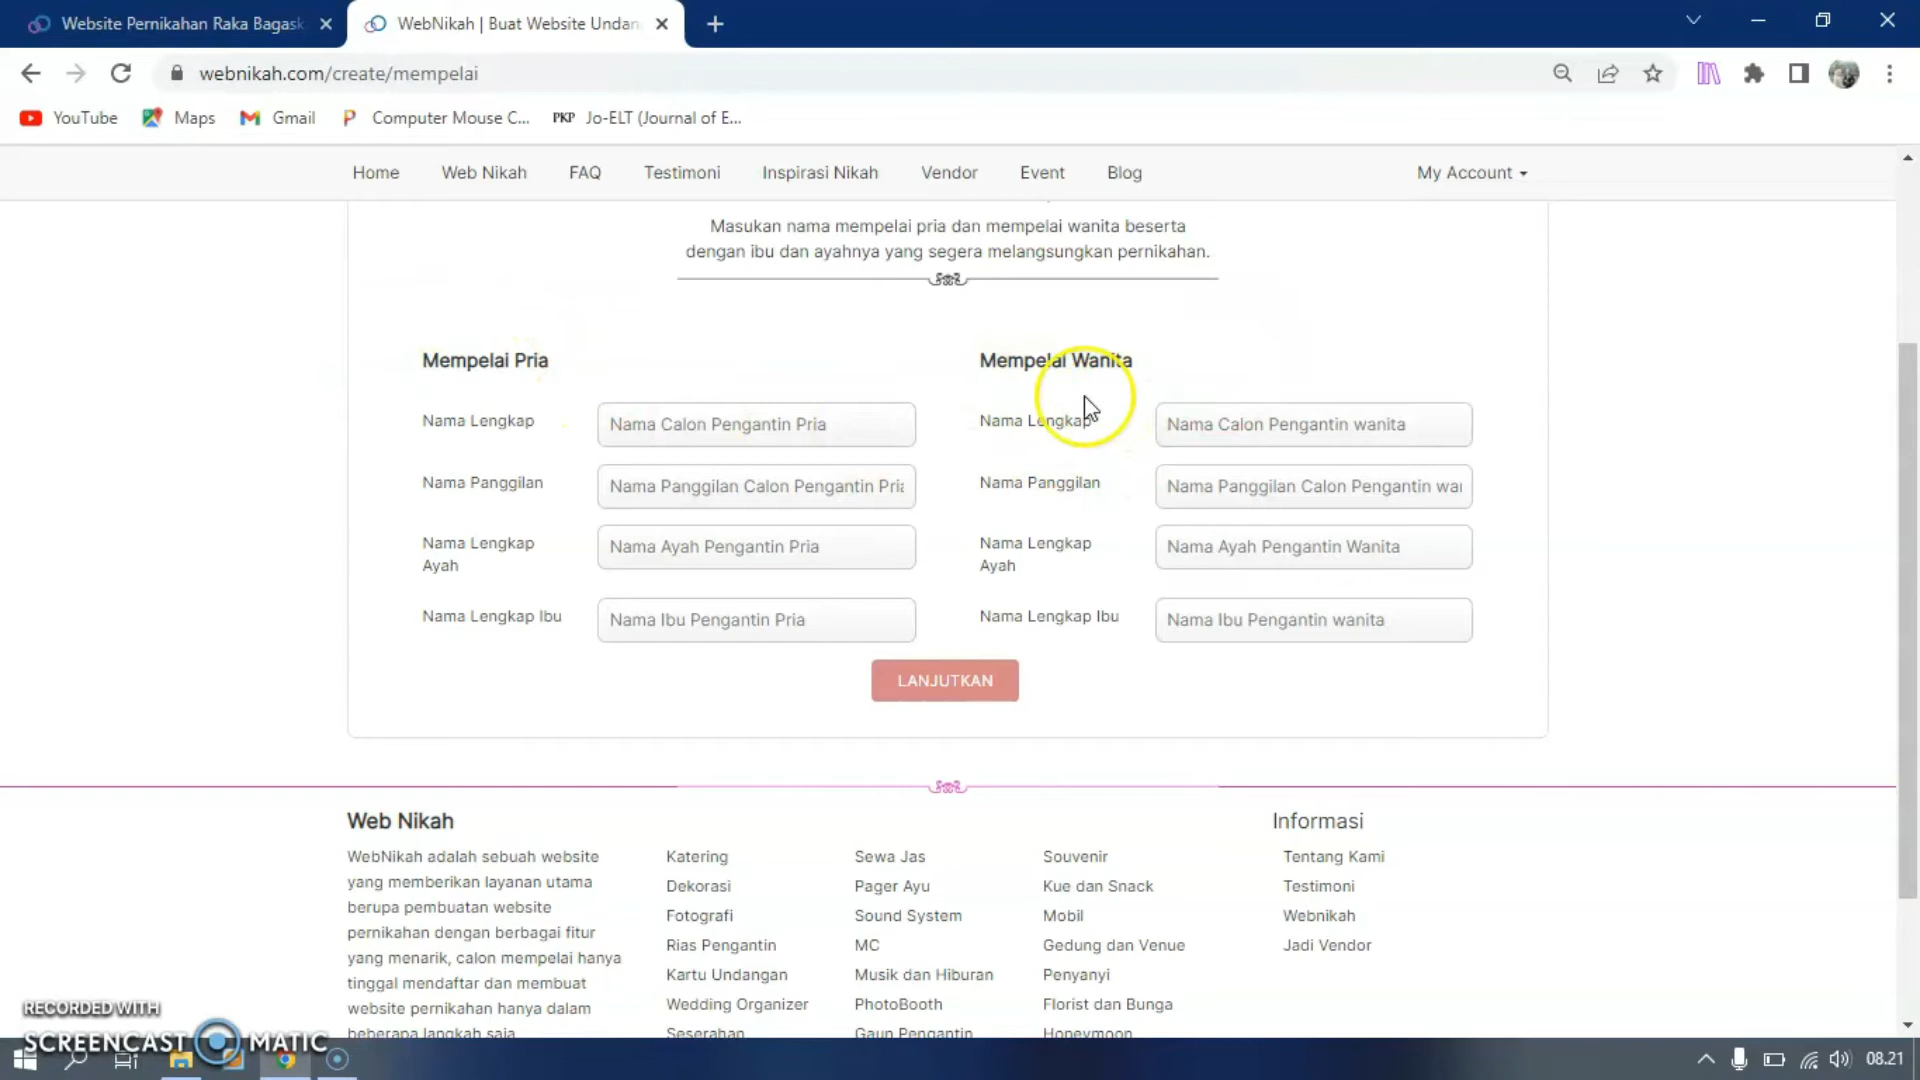 Website Pernikahan Raka Bagask
WebNikah | Buat Website Undan
webnikah.com/create/mempelai
YouTube
Maps
Gmail
Computer Mouse C...
PKP Jo-ELT (Journal of E...
Home
Web Nikah
FAQ
Testimoni
Inspirasi Nikah
Vendor
Event
Blog
My Account
Masukan nama mempelai pria dan mempelai wanita beserta
dengan ibu dan ayahnya yang segera melangsungkan pernikahan.
Mempelai Pria
Nama Lengkap
Nama Calon Pengantin Pria
Nama Panggilan
Nama Panggilan Calon Pengantin Pria
Nama Lengkap
Ayah
Nama Ayah Pengantin Pria
Nama Lengkap Ibu
Nama Ibu Pengantin Pria
Mempelai Wanita
Nama Lengkap
Nama Calon Pengantin wanita
Nama Panggilan
Nama Panggilan Calon Pengantin wan
Nama Lengkap
Ayah
Nama Ayah Pengantin Wanita
Nama Lengkap Ibu
Nama Ibu Pengantin wanita
LANJUTKAN
Web Nikah
WebNikah adalah sebuah website
yang memberikan layanan utama
berupa pembuatan website
pernikahan dengan berbagai fitur
yang menarik, calon mempelai hanya
tinggal mendaftar dan membuat
website pernikahan hanya dalam
beberapa langkah saja
Katering
Dekorasi
Fotografi
Rias Pengantin
Kartu Undangan
Wedding Organizer
Seserahan
Sewa Jas
Pager Ayu
Sound System
MC
Musik dan Hiburan
PhotoBooth
Gaun Pengantin
Souvenir
Kue dan Snack
Mobil
Gedung dan Venue
Penyanyi
Florist dan Bunga
Honeymoon
Informasi
Tentang Kami
Testimoni
Webnikah
Jadi Vendor
RECORDED WITH
SCREENCAST MATIC
08.21